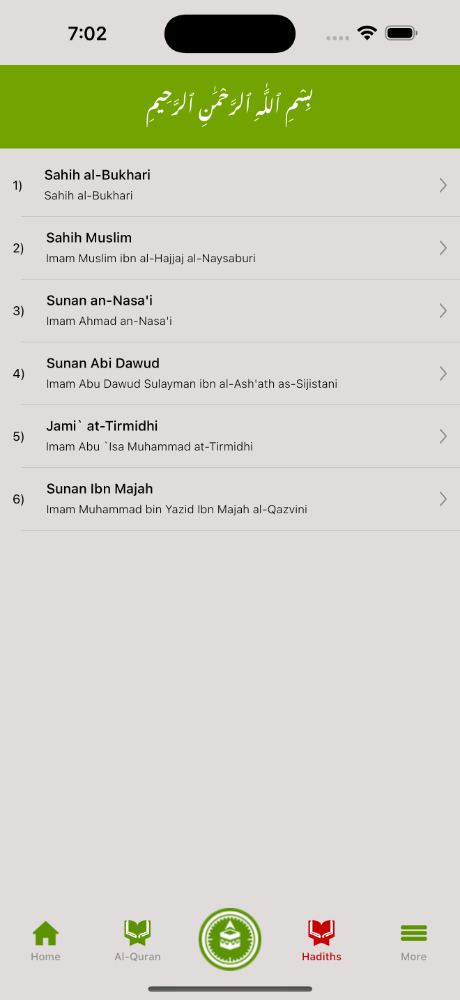 7:02
بِسْمِ ٱللَّهِ ٱلرَّحْمَٰنِ ٱلرَّحِيمِ
1) Sahih al-Bukhari
Sahih al-Bukhari
2) Sahih Muslim
Imam Muslim ibn al-Hajjaj al-Naysaburi
3) Sunan an-Nasa'i
Imam Ahmad an-Nasa'i
4) Sunan Abi Dawud
Imam Abu Dawud Sulayman ibn al-Ash'ath as-Sijistani
5) Jami` at-Tirmidhi
Imam Abu `Isa Muhammad at-Tirmidhi
6) Sunan Ibn Majah
Imam Muhammad bin Yazid Ibn Majah al-Qazvini
Home Al-Quran Hadiths More